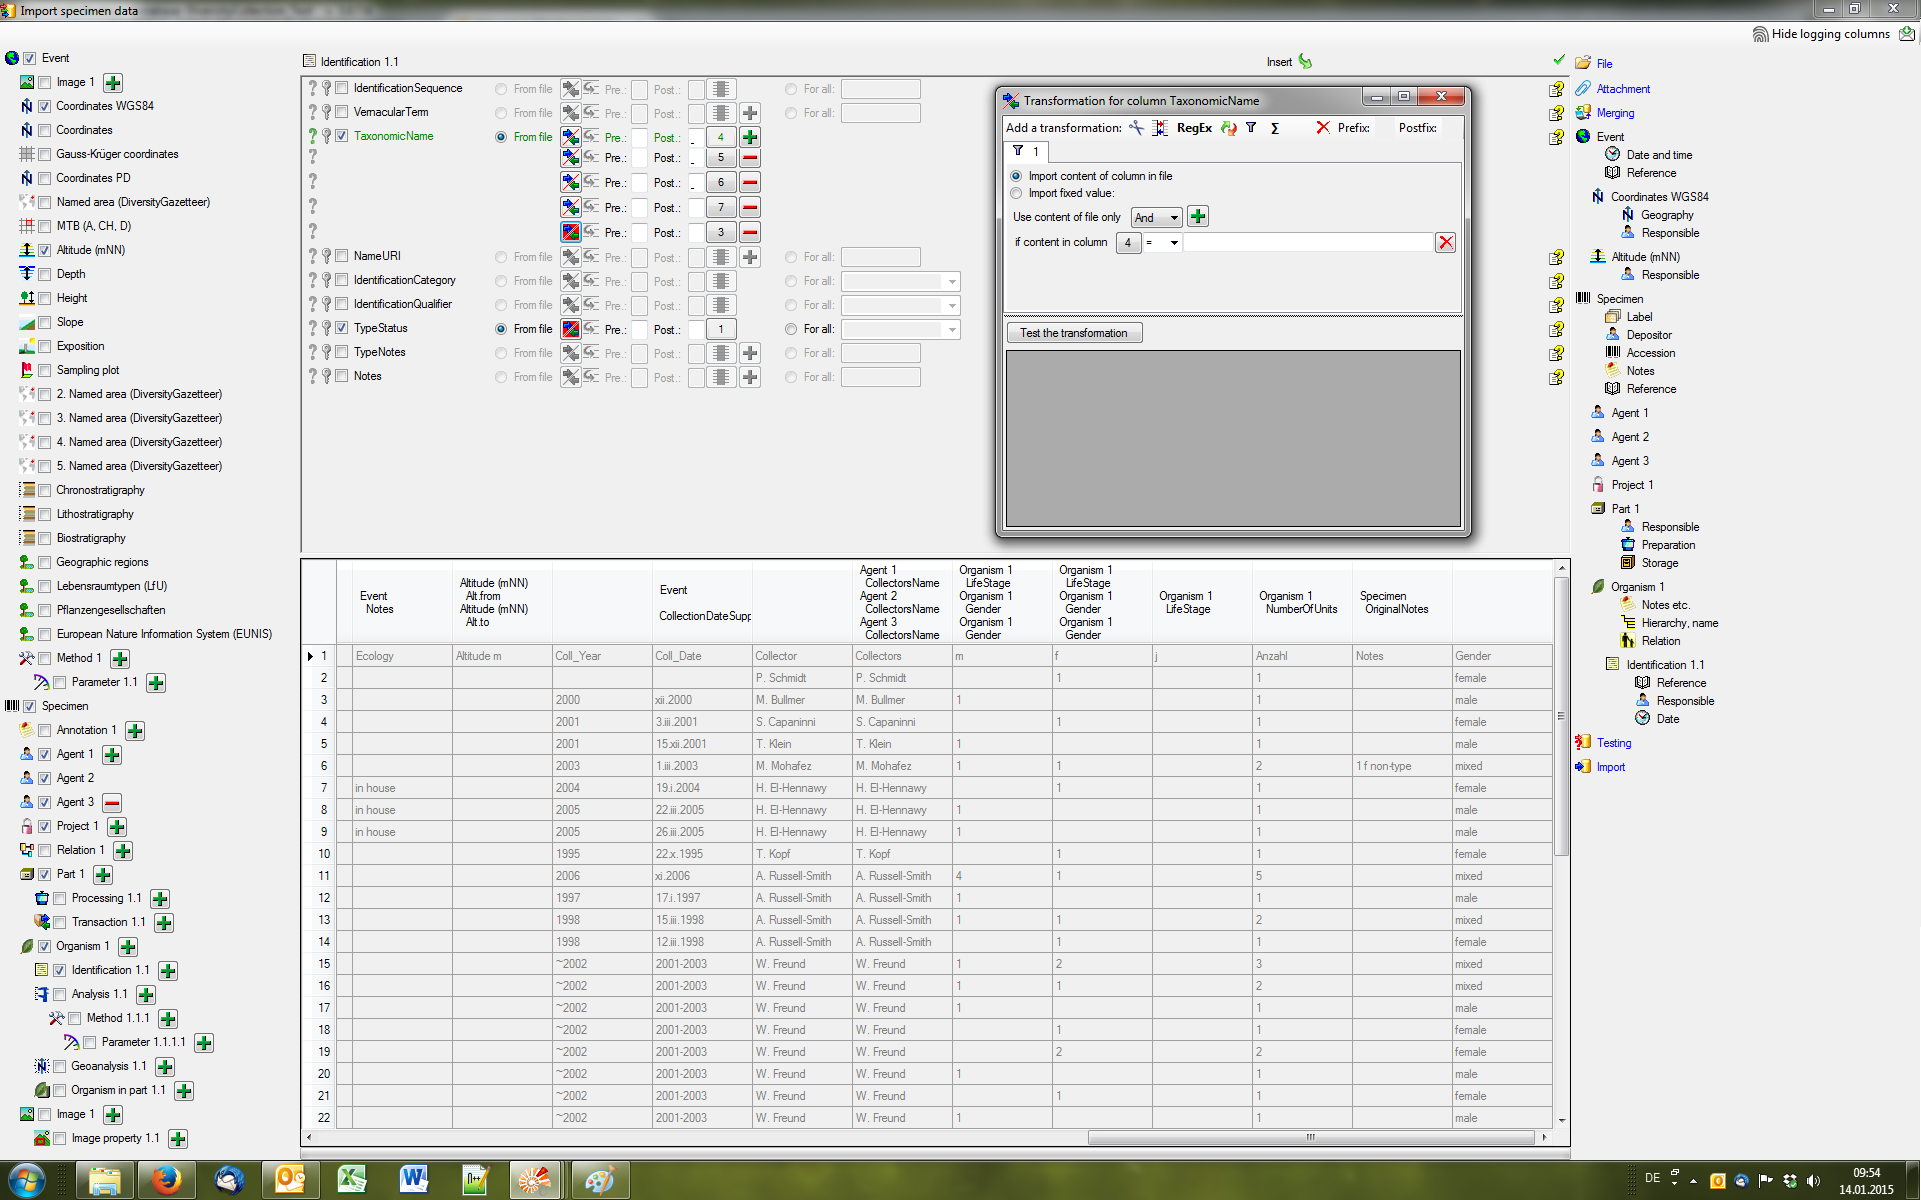 Import specimen data
Hide logging columns
Event
Image 1
Coordinates WGS84
Coordinates
Gauss-Krüger coordinates
Coordinates PD
Named area (DiversityGazetteer)
MTB (A, CH, D)
Altitude (mNN)
Depth
Height
Slope
Exposition
Sampling plot
2. Named area (DiversityGazetteer)
3. Named area (DiversityGazetteer)
4. Named area (DiversityGazetteer)
5. Named area (DiversityGazetteer)
Chronostratigraphy
Lithostratigraphy
Biostratigraphy
Geographic regions
Lebensraumtypen (LfU)
Pflanzengesellschaften
European Nature Information System (EUNIS)
Method 1
Parameter 1.1
Specimen
Annotation 1
Agent 1
Agent 2
Agent 3
Project 1
Relation 1
Part 1
Processing 1.1
Transaction 1.1
Organism 1
Identification 1.1
Analysis 1.1
Method 1.1.1
Parameter 1.1.1.1
Geoanalysis 1.1
Organism in part 1.1
Image 1
Image property 1.1
Identification 1.1 Insert
IdentificationSequence From file Pre.: Post.: For all:
VernacularTerm From file Pre.: Post.: For all:
TaxonomicName From file Pre.: Post.: 4
Pre.: Post.: 5
Pre.: Post.: 6
Pre.: Post.: 7
Pre.: Post.: 3
NameURI From file Pre.: Post.: For all:
IdentificationCategory From file Pre.: Post.: For all:
IdentificationQualifier From file Pre.: Post.: For all:
TypeStatus From file Pre.: Post.: 1 For all:
TypeNotes From file Pre.: Post.: For all:
Notes From file Pre.: Post.: For all:
Transformation for column TaxonomicName
Add a transformation: RegEx Σ Prefix: Postfix:
1
Import content of column in file
Import fixed value:
Use content of file only And
if content in column 4 =
Test the transformation
File
Attachment
Merging
Event
Date and time
Reference
Coordinates WGS84
Geography
Responsible
Altitude (mNN)
Responsible
Specimen
Label
Depositor
Accession
Notes
Reference
Agent 1
Agent 2
Agent 3
Project 1
Part 1
Responsible
Preparation
Storage
Organism 1
Notes etc.
Hierarchy, name
Relation
Identification 1.1
Reference
Responsible
Date
Testing
Import
Event
Notes
Altitude (mNN)
Alt.from
Altitude (mNN)
Alt.to
Event
CollectionDateSupp
Agent 1
CollectorsName
Agent 2
CollectorsName
Agent 3
CollectorsName
Organism 1
LifeStage
Organism 1
Gender
Organism 1
Gender
Organism 1
LifeStage
Organism 1
Gender
Organism 1
Gender
Organism 1
LifeStage
Organism 1
NumberOfUnits
Specimen
OriginalNotes
1 Ecology Altitude m Coll_Year Coll_Date Collector Collectors m f j Anzahl Notes Gender
2 P. Schmidt P. Schmidt 1 1 female
3 2000 xii.2000 M. Bullmer M. Bullmer 1 1 male
4 2001 3.iii.2001 S. Capaninni S. Capaninni 1 1 female
5 2001 15.xii.2001 T. Klein T. Klein 1 1 male
6 2003 1.iii.2003 M. Mohafez M. Mohafez 1 1 2 1 f non-type mixed
7 in house 2004 19.i.2004 H. El-Hennawy H. El-Hennawy 1 1 female
8 in house 2005 22.iii.2005 H. El-Hennawy H. El-Hennawy 1 1 male
9 in house 2005 26.iii.2005 H. El-Hennawy H. El-Hennawy 1 1 male
10 1995 22.x.1995 T. Kopf T. Kopf 1 1 female
11 2006 xi.2006 A. Russell-Smith A. Russell-Smith 4 1 5 mixed
12 1997 17.i.1997 A. Russell-Smith A. Russell-Smith 1 1 male
13 1998 15.iii.1998 A. Russell-Smith A. Russell-Smith 1 1 2 mixed
14 1998 12.iii.1998 A. Russell-Smith A. Russell-Smith 1 1 female
15 ~2002 2001-2003 W. Freund W. Freund 1 2 3 mixed
16 ~2002 2001-2003 W. Freund W. Freund 1 1 2 mixed
17 ~2002 2001-2003 W. Freund W. Freund 1 1 male
18 ~2002 2001-2003 W. Freund W. Freund 1 1 female
19 ~2002 2001-2003 W. Freund W. Freund 2 2 female
20 ~2002 2001-2003 W. Freund W. Freund 1 1 male
21 ~2002 2001-2003 W. Freund W. Freund 1 1 female
22 ~2002 2001-2003 W. Freund W. Freund 1 1 male
DE
09:54
14.01.2015